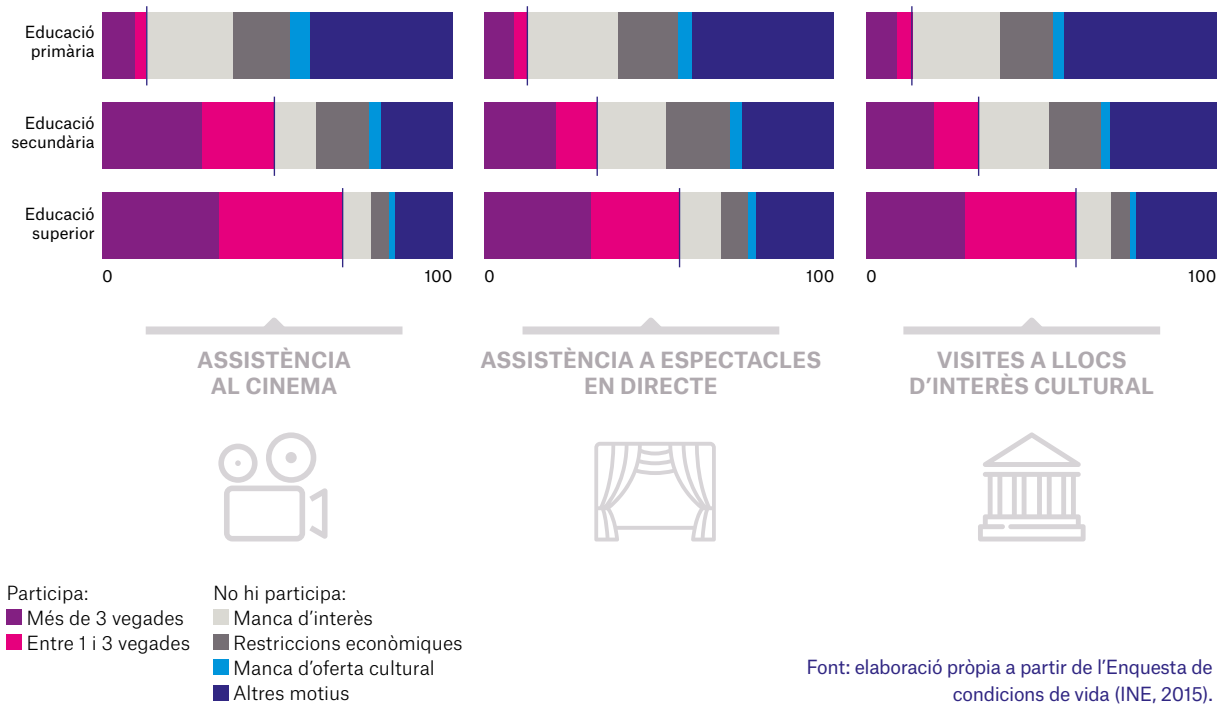 Educació
primària
Educació
secundària
Educació
superior
0
100
0
100
0
100
ASSISTÈNCIA
AL CINEMA
ASSISTÈNCIA A ESPECTACLES
EN DIRECTE
VISITES A LLOCS
D’INTERÈS CULTURAL
Participa:
Més de 3 vegades
Entre 1 i 3 vegades
No hi participa:
Manca d’interès
Restriccions econòmiques
Manca d’oferta cultural
Altres motius
Font: elaboració pròpia a partir de l’Enquesta de
condicions de vida (INE, 2015).